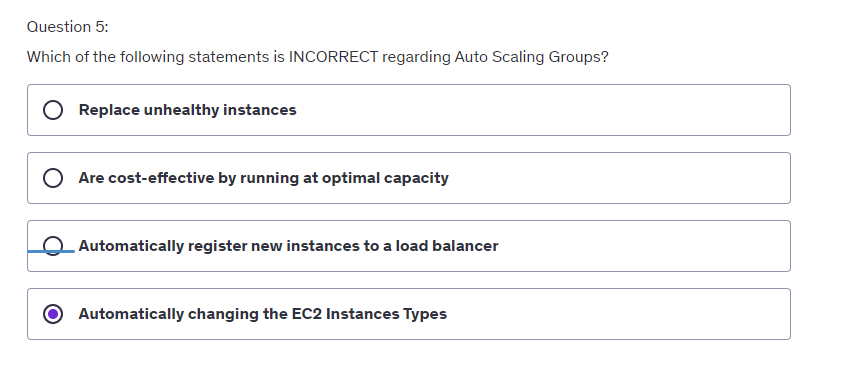 Question 5:
Which of the following statements is INCORRECT regarding Auto Scaling Groups?
Replace unhealthy instances
Are cost-effective by running at optimal capacity
Automatically register new instances to a load balancer
Automatically changing the EC2 Instances Types